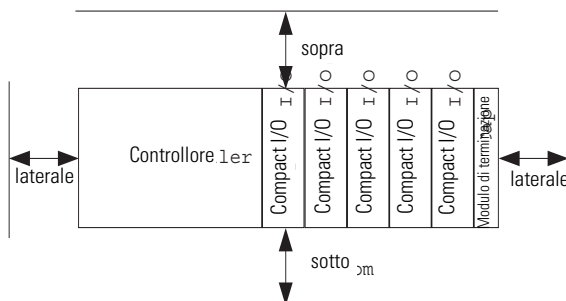 sopra
Controllore ler
Compact I/O I/O
Compact I/O I/O
Compact I/O I/O
Compact I/O I/O
Compact I/O I/O
Modulo di terminazione
laterale
laterale
sotto om